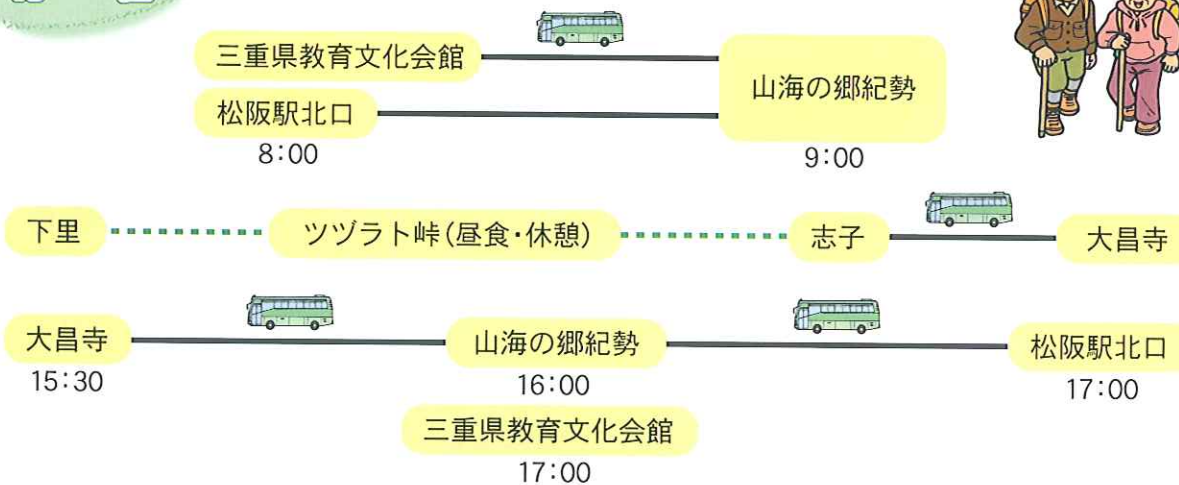 三重県教育文化会館
山海の郷紀勢
松阪駅北口
8:00
9:00
下里
ツヅラト峠(昼食・休憩)
志子
大昌寺
大昌寺
山海の郷紀勢
松阪駅北口
15:30
16:00
17:00
三重県教育文化会館
17:00